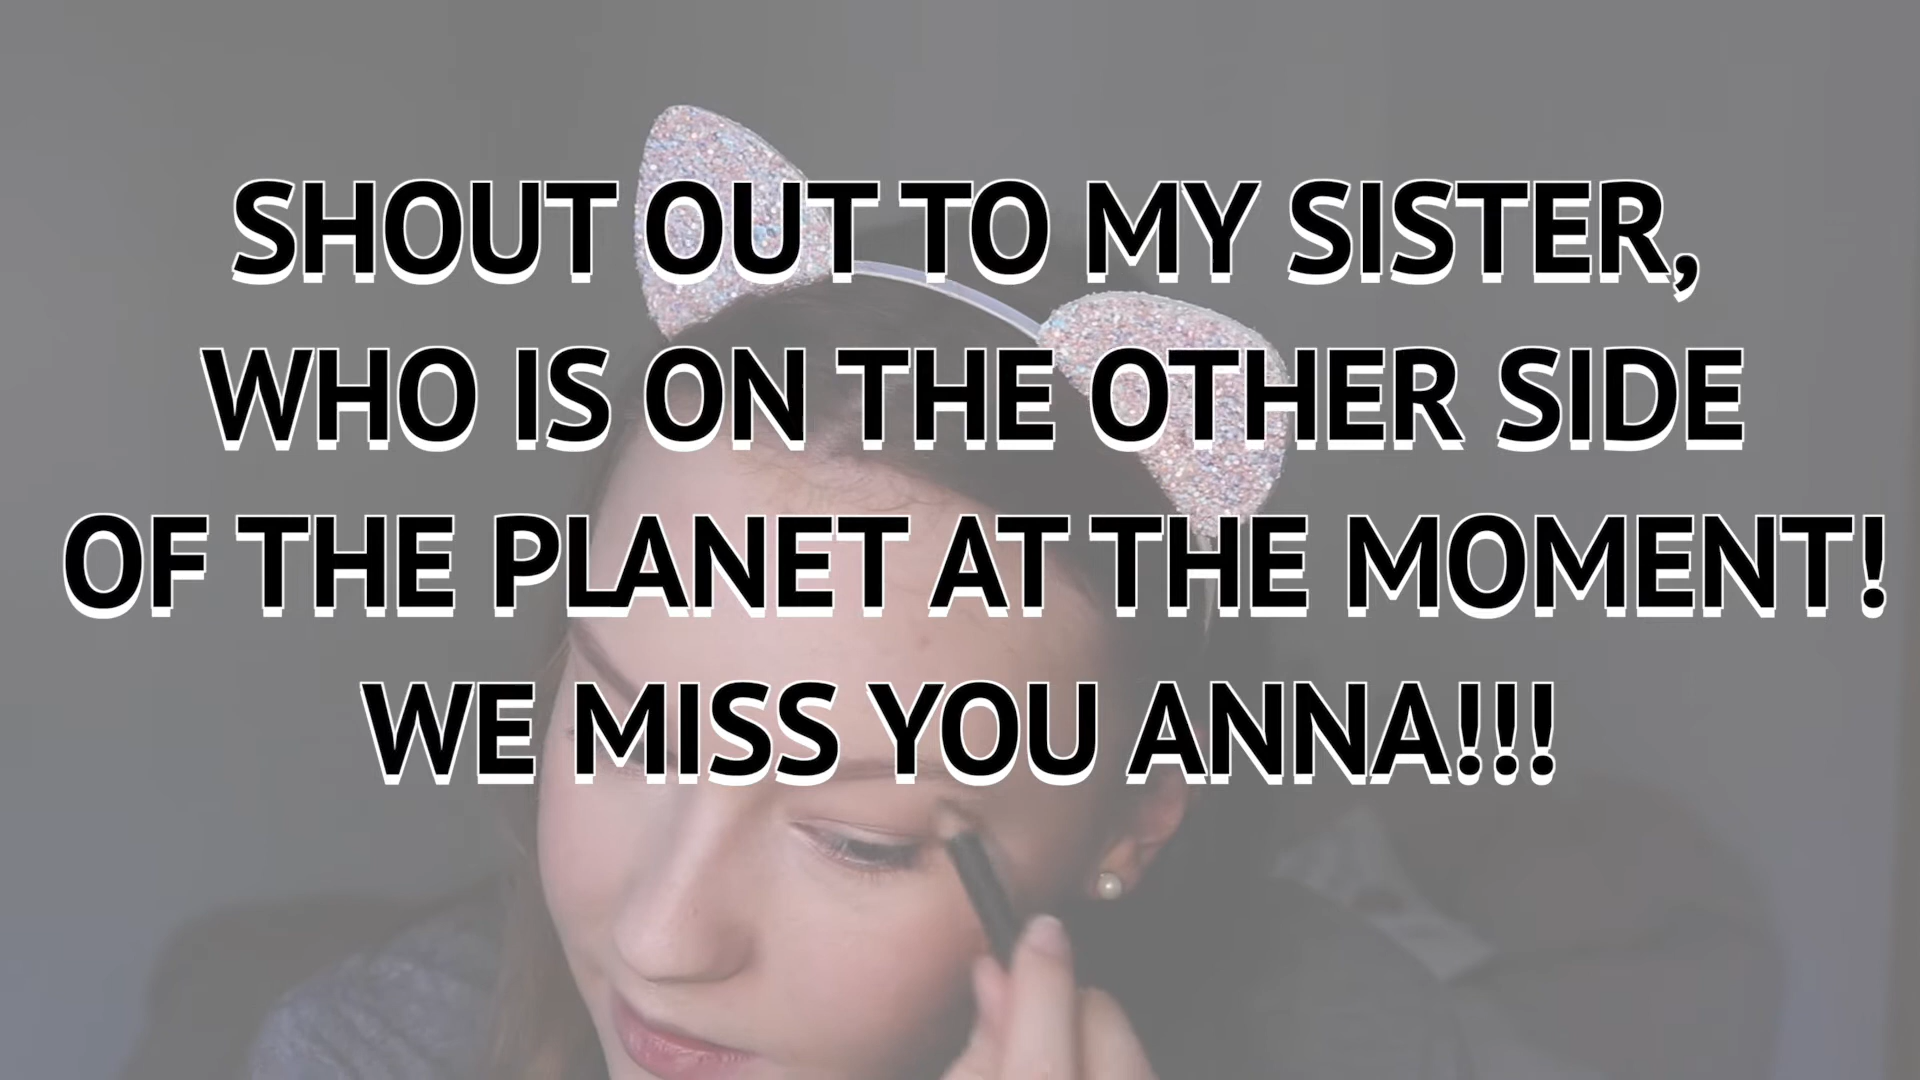 SHOUT OUT TO MY SISTER,
WHO IS ON THE OTHER SIDE
OF THE PLANET AT THE MOMENT!
WE MISS YOU ANNA!!!